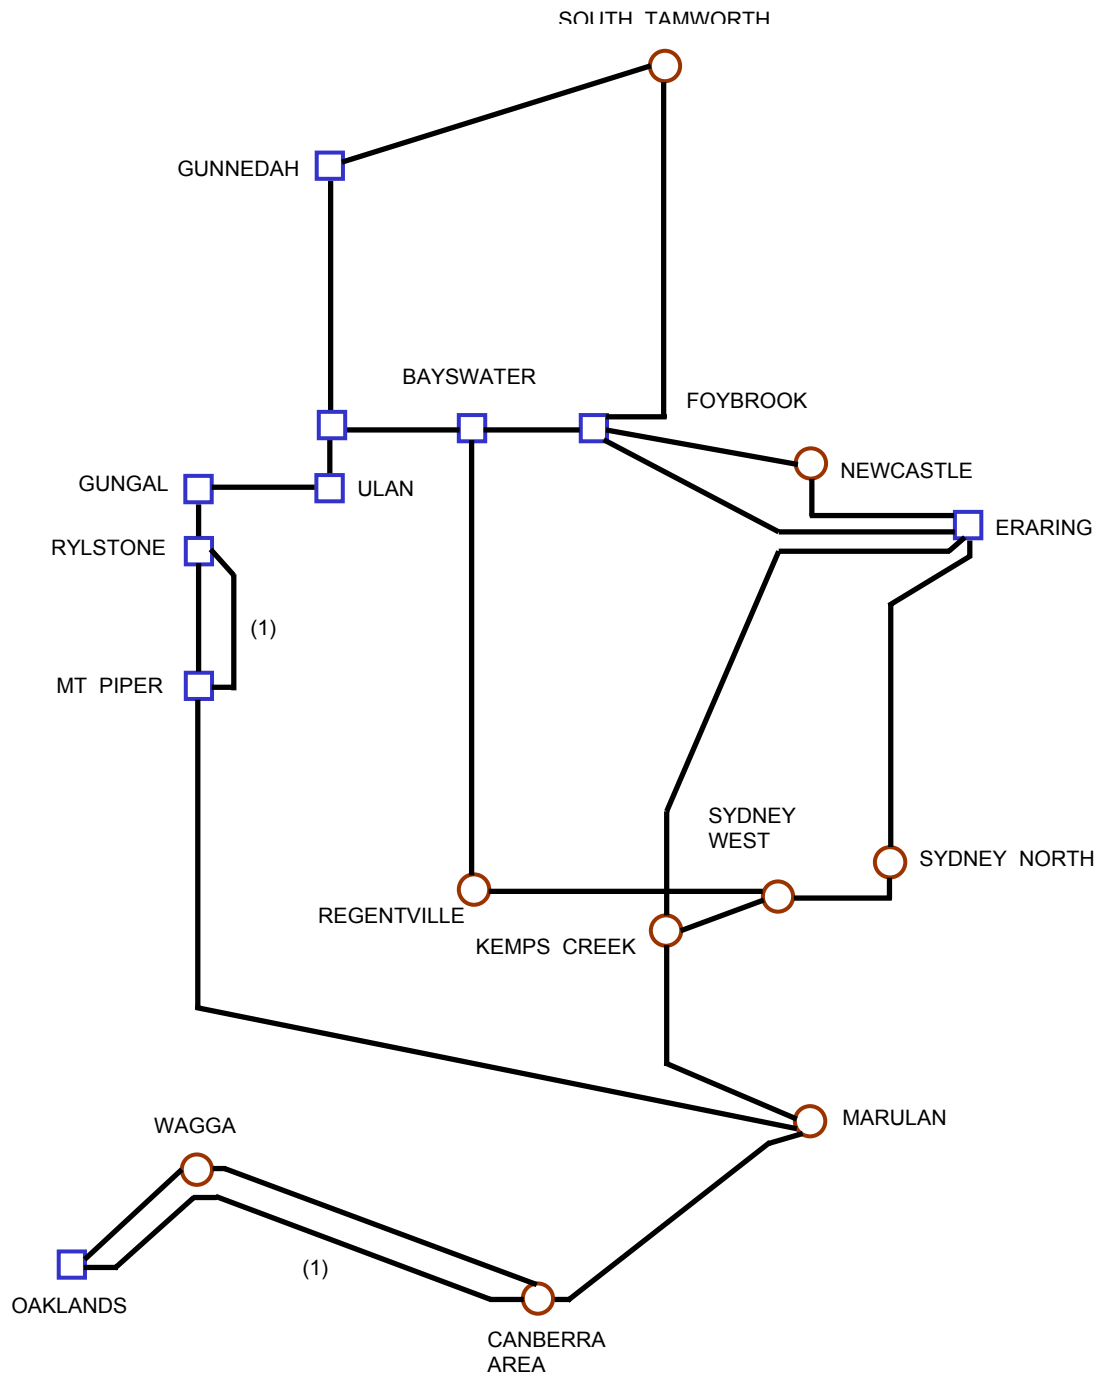 SOUTH TAMWORTH
GUNNEDAH
BAYSWATER
FOYBROOK
NEWCASTLE
GUNGAL
ULAN
ERARING
RYLSTONE
(1)
MT PIPER
SYDNEY
WEST
SYDNEY NORTH
REGENTVILLE
KEMPS CREEK
MARULAN
WAGGA
(1)
OAKLANDS
CANBERRA
AREA